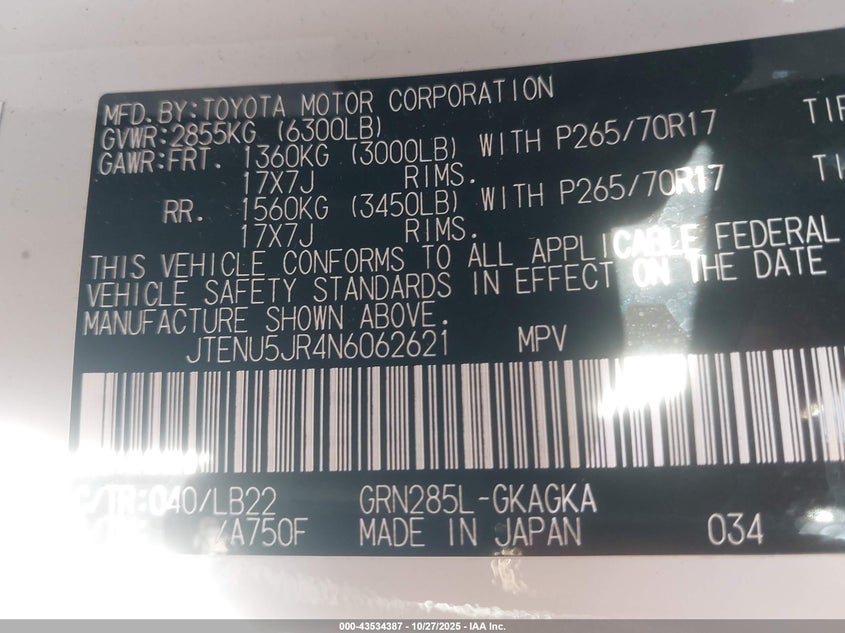 MFD.BY:TOYOTA MOTOR CORPORATION
GVWR:2855KG (6300LB)
GAWR:FRT. 1360KG (3000LB) WITH P265/70R17 TIR
17X7J RIMS.
RR. 1560KG (3450LB) WITH P265/70R17
17X7J RIMS.
THIS VEHICLE CONFORMS TO ALL APPLICABLE FEDERAL
VEHICLE SAFETY STANDARDS IN EFFECT ON THE DATE
MANUFACTURE SHOWN ABOVE.
JTENU5JR4N6062621 MPV
C/TR:040/LB22 GRN285L-GKAGKA
/A750F MADE IN JAPAN 034
000-43534387 - 10/27/2025 - IAA Inc.